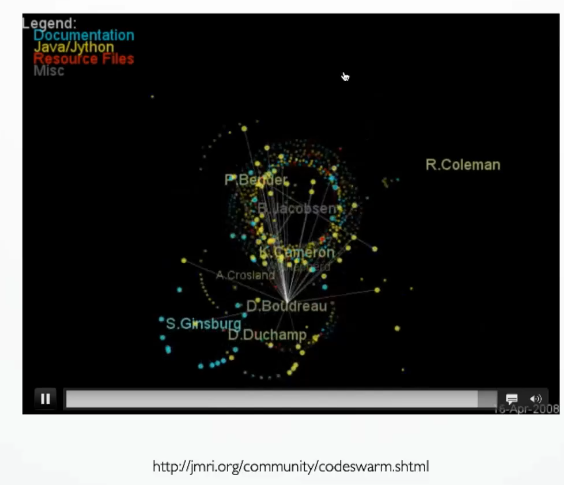 Legend:
Documentation
Java/Jython
Resource Files
Misc
R.Coleman
P.Bender
B.Jacobsen
K.Cameron
A.Crosland
D.Boudreau
S.Ginsburg
D.Duchamp
16-Apr-2008
http://jmri.org/community/codeswarm.shtml